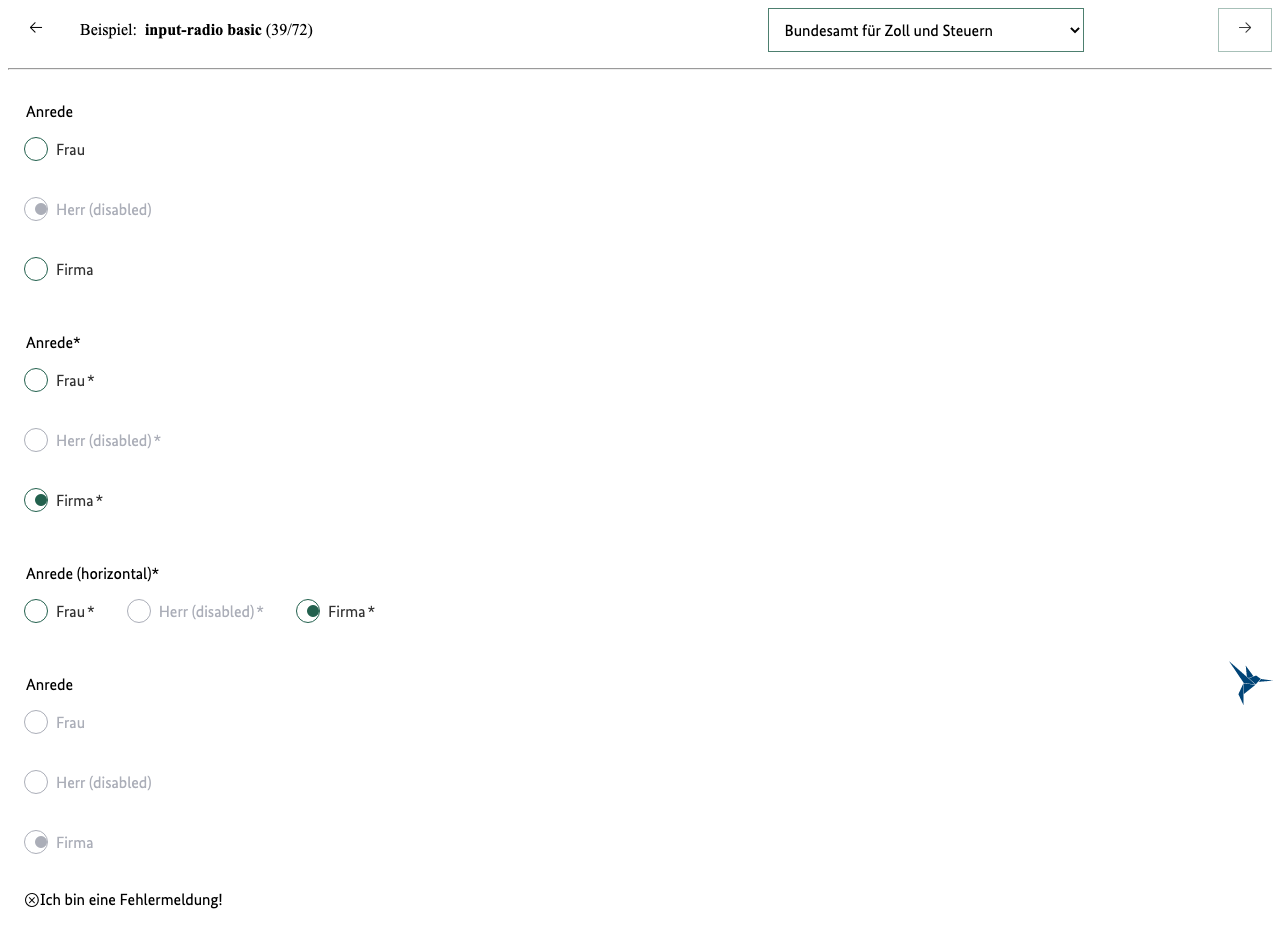 Beispiel: input-radio basic (39/72) Bundesamt für Zoll und Steuern
Anrede
Frau
Herr (disabled)
Firma
Anrede*
Frau*
Herr (disabled)*
Firma*
Anrede (horizontal)*
Frau* Herr (disabled)* Firma*
Anrede
Frau
Herr (disabled)
Firma
Ich bin eine Fehlermeldung!